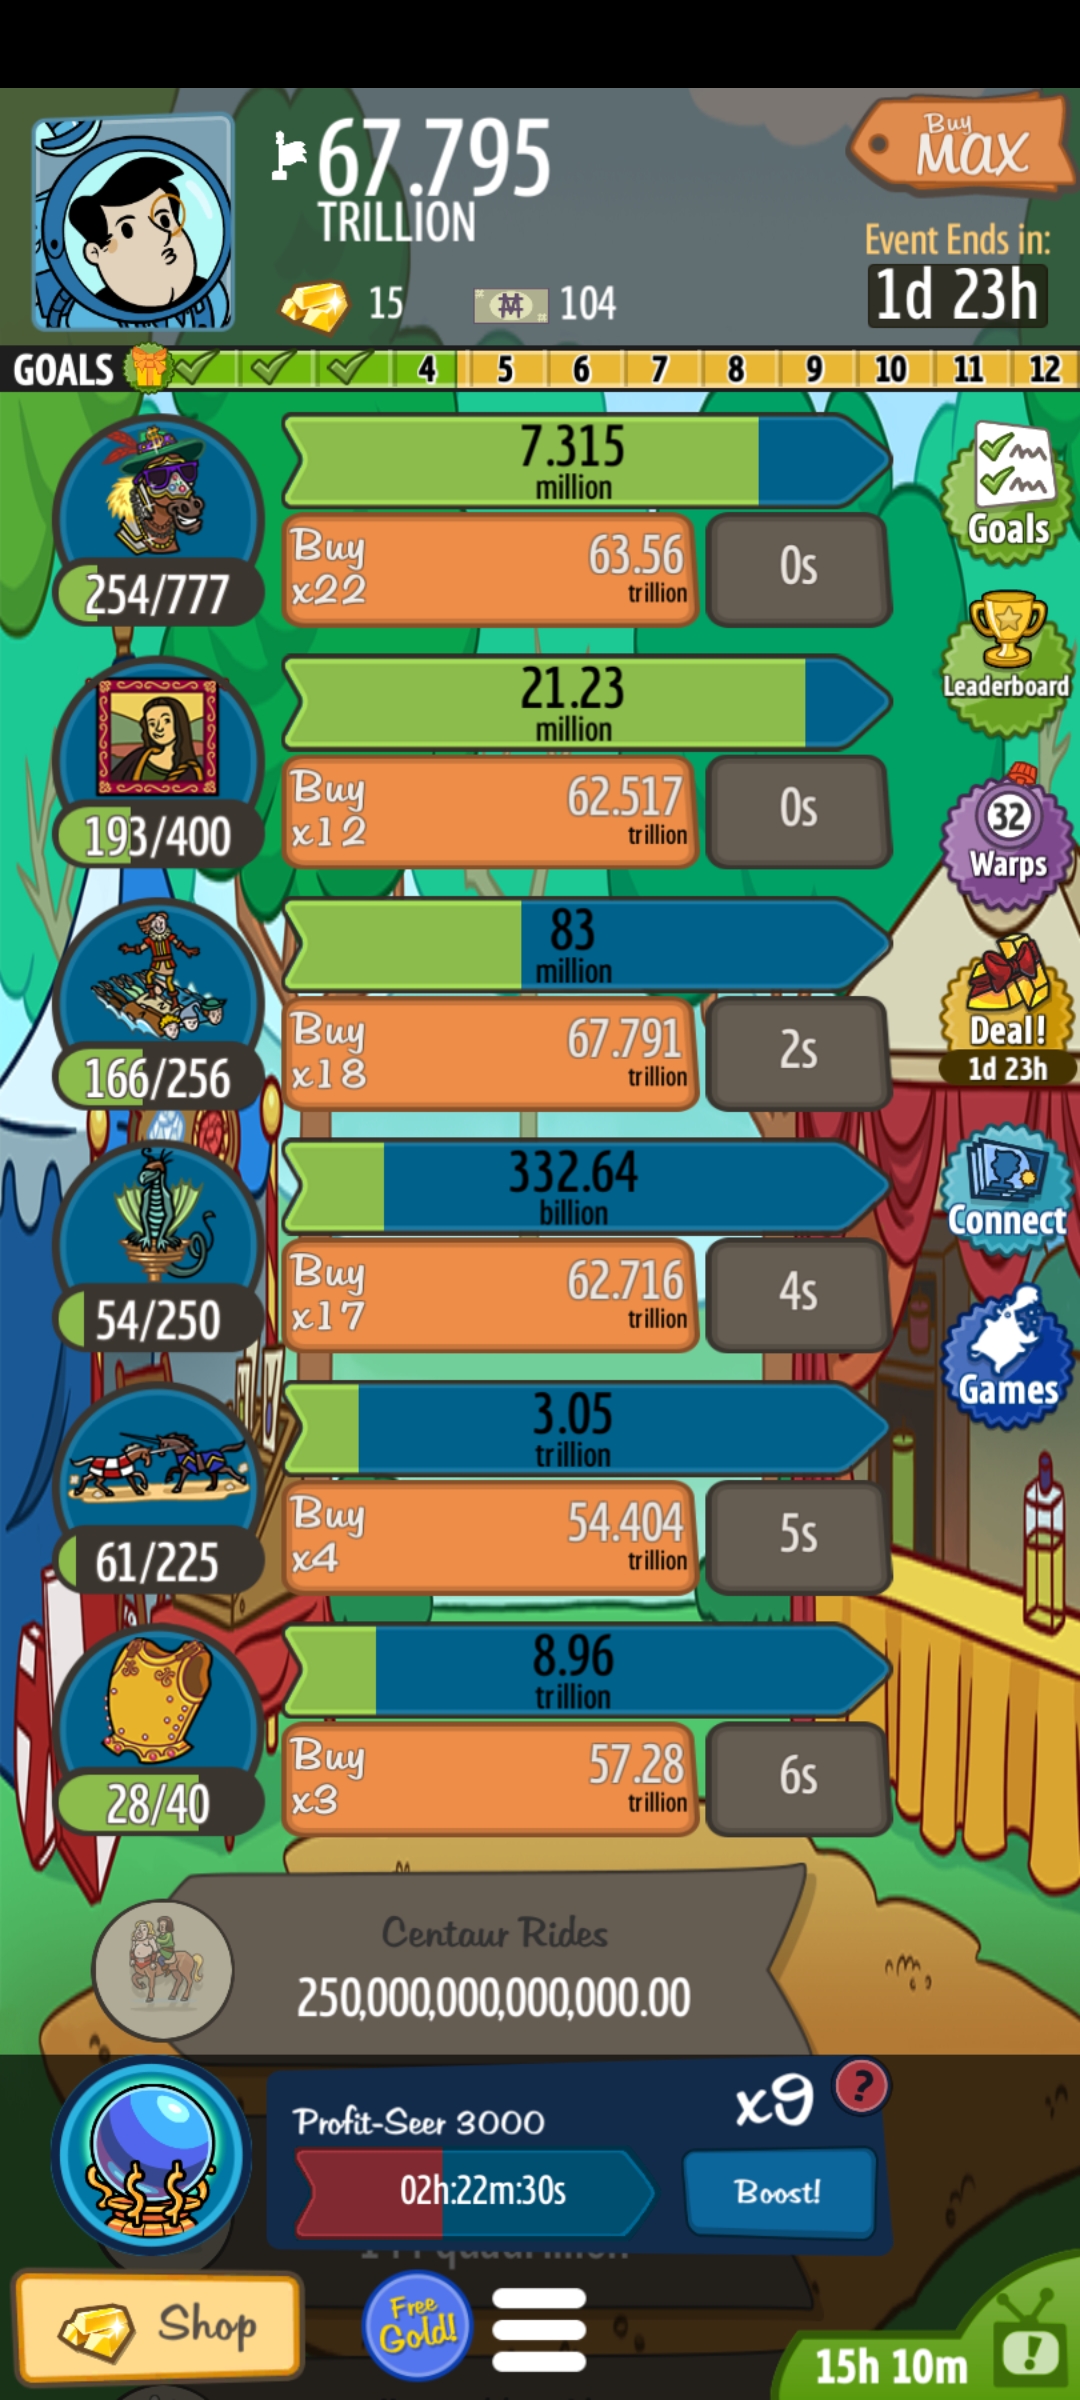 67.795
TRILLION
Buy
MAX
Event Ends in:
1d 23h
15
104
GOALS
4
5
6
7
8
9
10
11
12
7.315
million
Buy
x22
63.56
trillion
0s
254/777
Goals
21.23
million
Buy
x12
62.517
trillion
0s
193/400
Leaderboard
32
Warps
83
million
Buy
x18
67.791
trillion
2s
166/256
Deal!
1d 23h
332.64
billion
Buy
x17
62.716
trillion
4s
54/250
Connect
3.05
trillion
Buy
x4
54.404
trillion
5s
61/225
Games
8.96
trillion
Buy
x3
57.28
trillion
6s
28/40
Centaur Rides
250,000,000,000,000.00
Profit-Seer 3000
x9
?
02h:22m:30s
Boost!
Shop
Free
Gold!
!
15h 10m